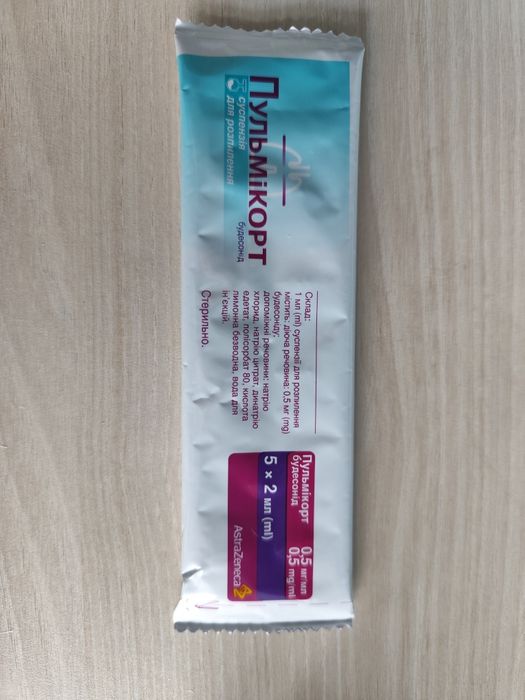 Пульмікорт
будесонід
суспензія
для розпилення
Склад:
1 мл (ml) суспензії для розпилення
містить: діюча речовина: 0,5 мг (mg)
будесоніду;
допоміжні речовини: натрію
хлорид, натрію цитрат, динатрію
едетат, полісорбат 80, кислота
лимонна безводна, вода для
ін'єкцій.
Стерильно.
Пульмікорт 0,5 мг/мл
будесонід 0,5 mg/ml
5 × 2 мл (ml)
AstraZeneca